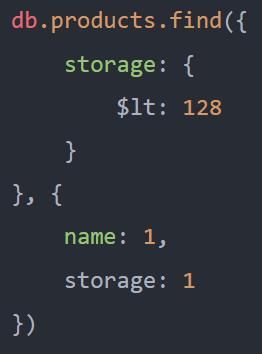 db.products.find({
    storage: {
        $lt: 128
    }
}, {
    name: 1,
    storage: 1
})